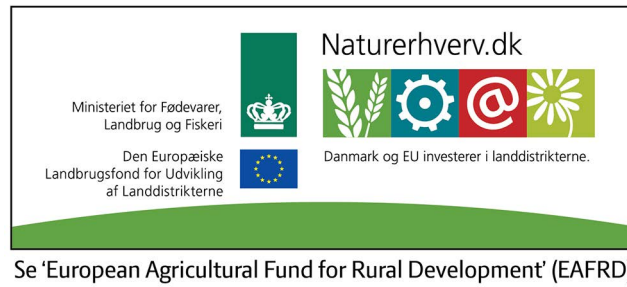 Naturerhverv.dk
Ministeriet for Fødevarer,
Landbrug og Fiskeri
@
Den Europæiske
Landbrugsfond for Udvikling
af Landdistrikterne
Danmark og EU investerer i landdistrikterne.
Se ‘European Agricultural Fund for Rural Development’ (EAFRD)